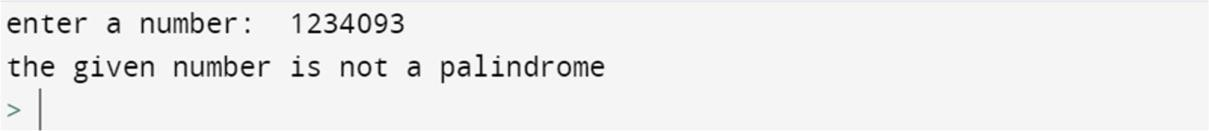 enter a number:  1234093
the given number is not a palindrome
>